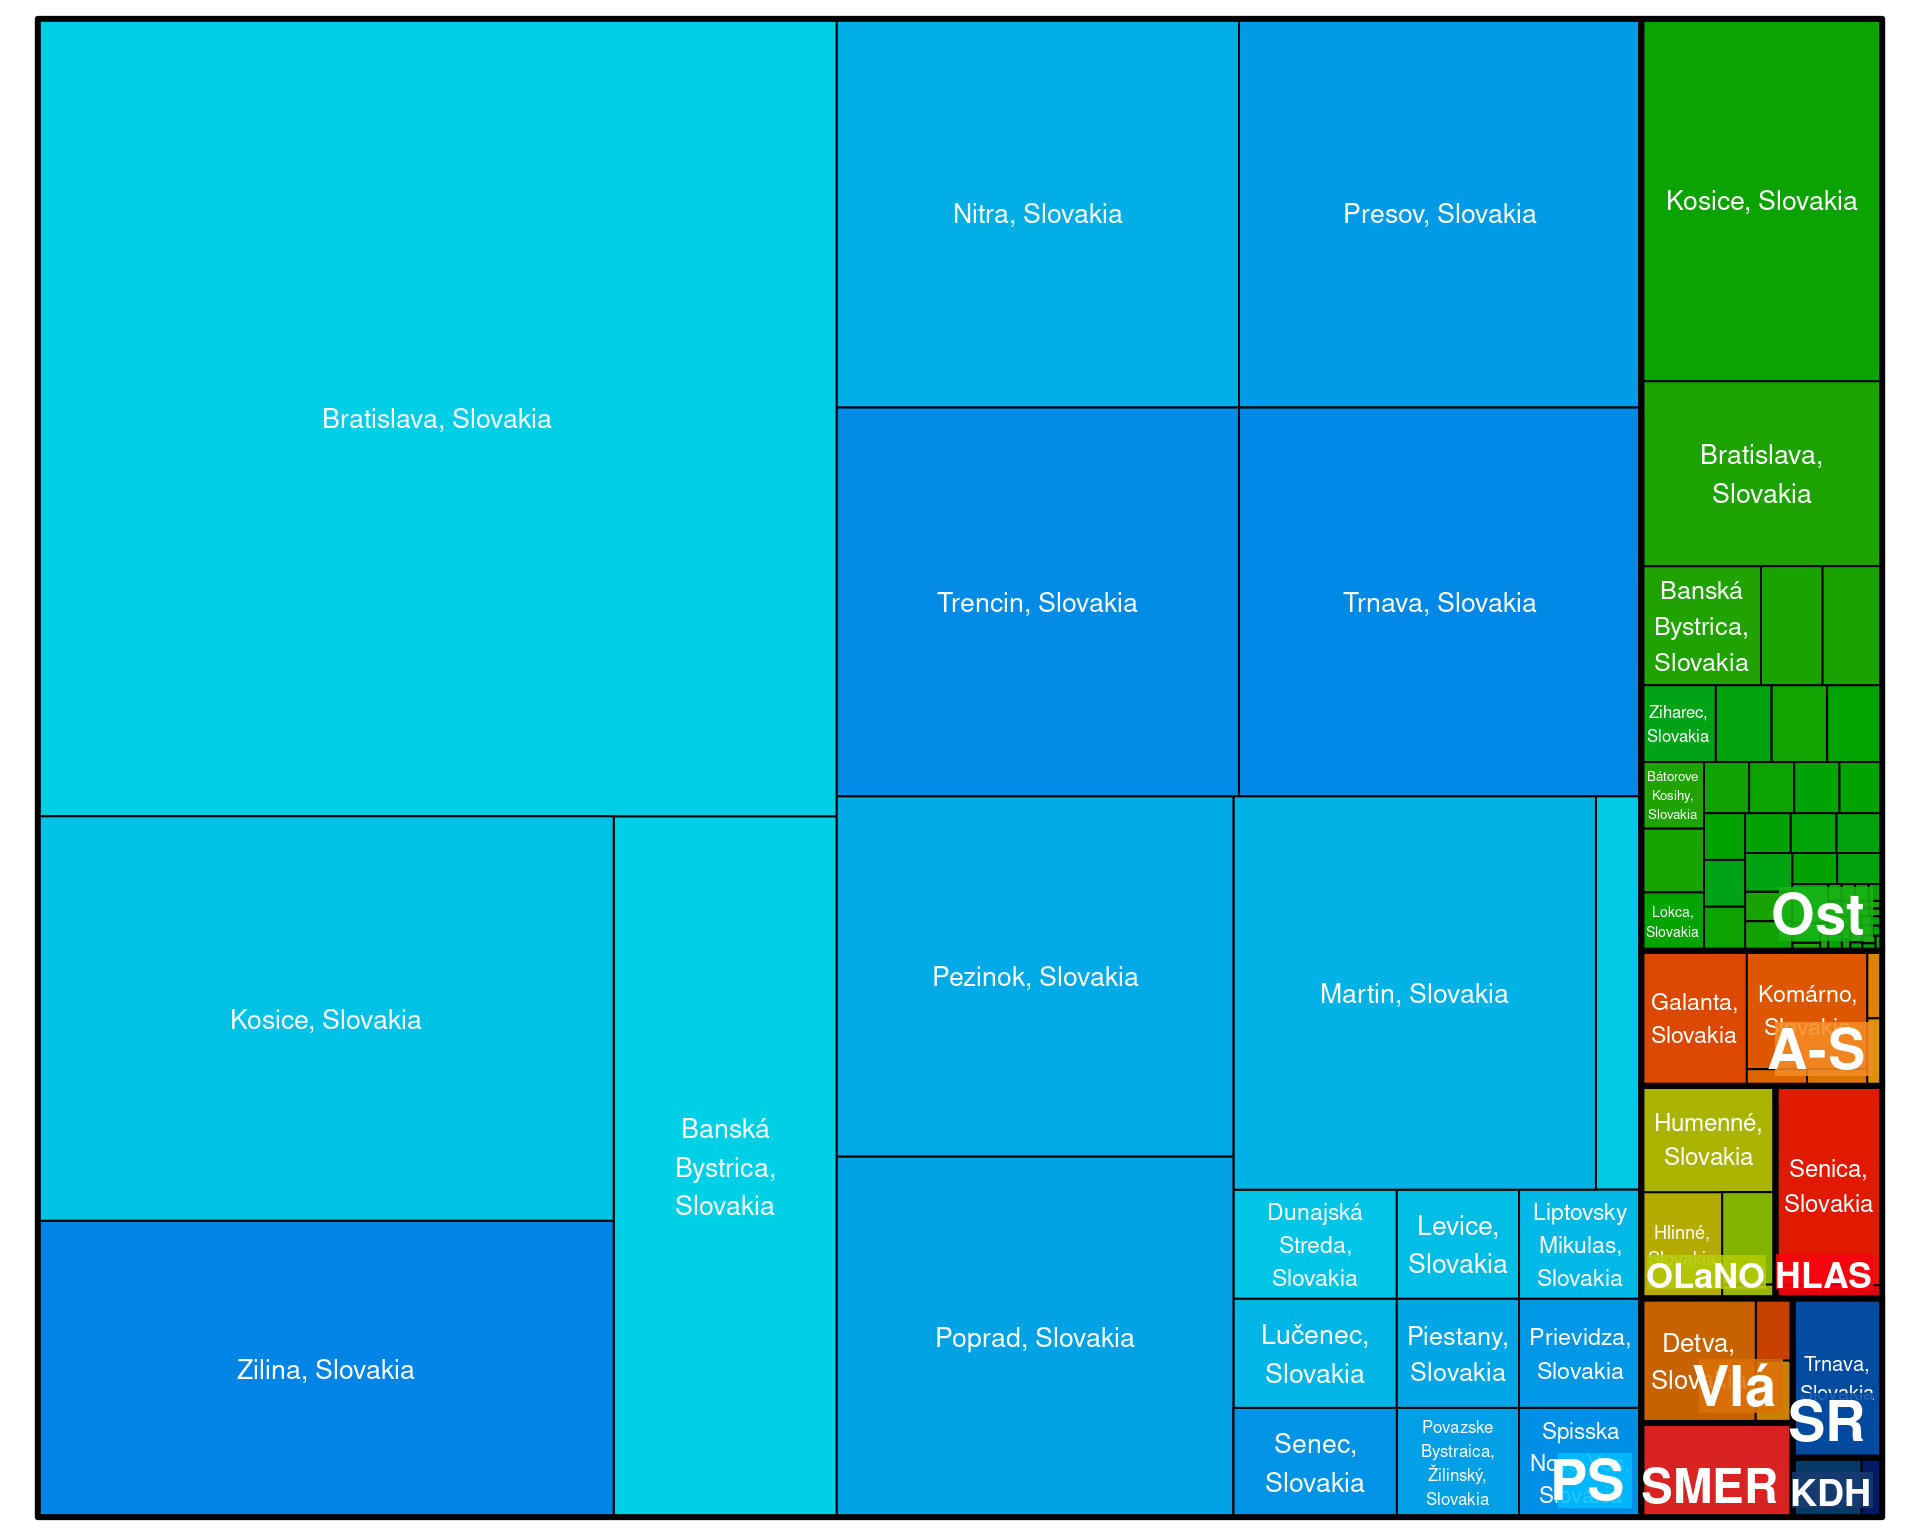 Bratislava, Slovakia
Nitra, Slovakia
Presov, Slovakia
Trencin, Slovakia
Trnava, Slovakia
Kosice, Slovakia
Zilina, Slovakia
Banská
Bystrica,
Slovakia
Pezinok, Slovakia
Poprad, Slovakia
Martin, Slovakia
Dunajská
Streda,
Slovakia
Levice,
Slovakia
Liptovsky
Mikulas,
Slovakia
Lučenec,
Slovakia
Piestany,
Slovakia
Prievidza,
Slovakia
Senec,
Slovakia
Povazske
Bystraica,
Žilinský,
Slovakia
Spisska
PS
Kosice, Slovakia
Bratislava,
Slovakia
Banská
Bystrica,
Slovakia
Ziharec,
Slovakia
Bátorove
Kosihy,
Slovakia
Lokca,
Slovakia
Ost
Galanta,
Slovakia
Komárno,
Slovakia
A-S
Humenné,
Slovakia
Hlinné,
Slovakia
OLaNO
Senica,
Slovakia
HLAS
Detva,
Vlá
Trnava,
Slovakia
SR
SMER
KDH